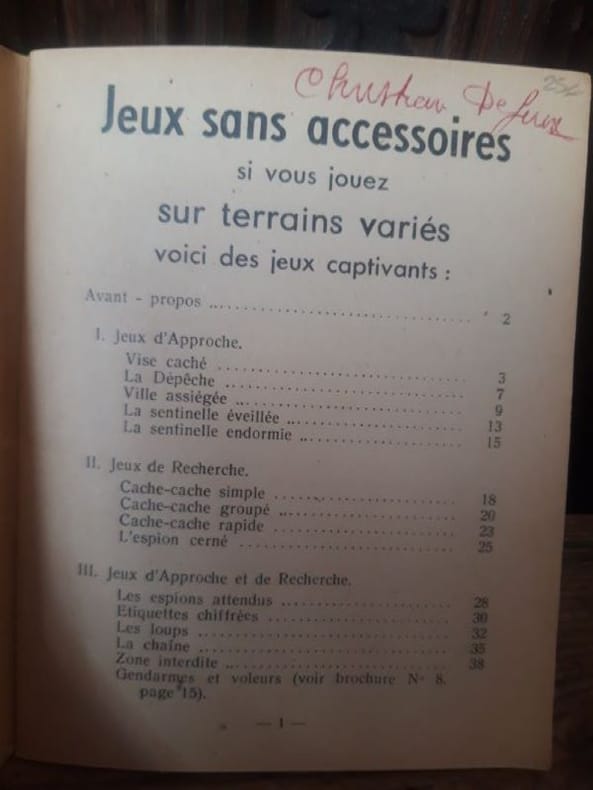 Christian
Jeux sans accessoires
si vous jouez
sur terrains variés
voici des jeux captivants :
Avant - propos ... 2
I. Jeux d'Approche.
Vise caché ... 3
La Dépêche ... 7
Ville assiégée ... 9
La sentinelle éveillée ... 13
La sentinelle endormie ... 15
II. Jeux de Recherche.
Cache-cache simple ... 18
Cache-cache groupé ... 20
Cache-cache rapide ... 23
L'espion cerné ... 25
III. Jeux d'Approche et de Recherche.
Les espions attendus ... 28
Etiquettes chiffrées ... 30
Les loups ... 32
La chaîne ... 35
Zone interdite ... 38
Gendarmes et voleurs (voir brochure N° 8.
page 15).
— 1 —